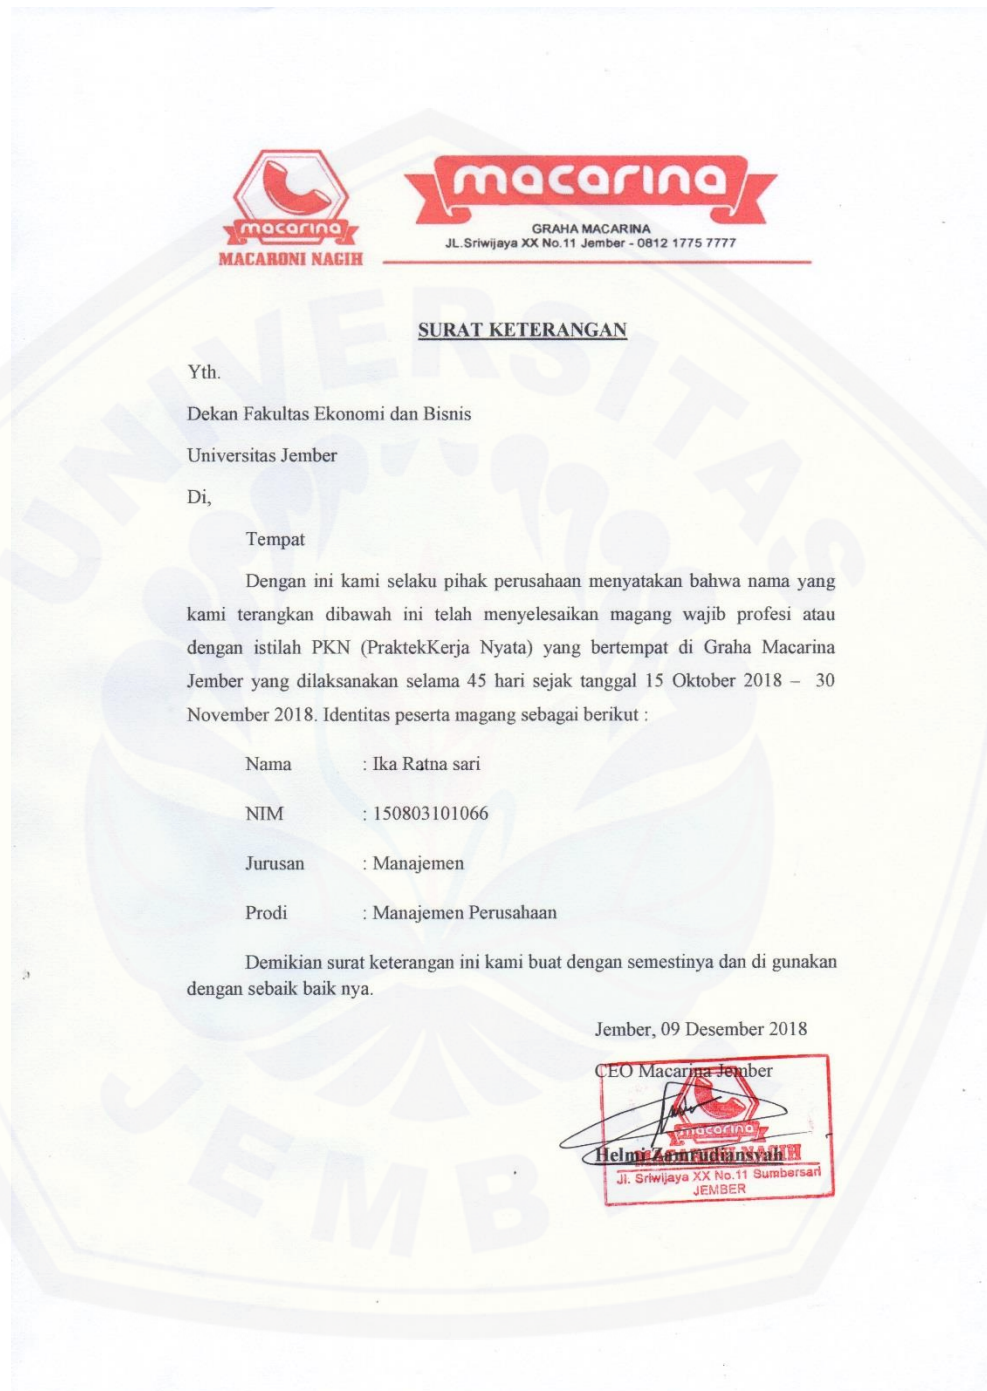 macarina
MACARONI NAGIH
macarina
GRAHA MACARINA
JL.Sriwijaya XX No.11 Jember - 0812 1775 7777
SURAT KETERANGAN
Yth.
Dekan Fakultas Ekonomi dan Bisnis
Universitas Jember
Di,
Tempat
Dengan ini kami selaku pihak perusahaan menyatakan bahwa nama yang
kami terangkan dibawah ini telah menyelesaikan magang wajib profesi atau
dengan istilah PKN (PraktekKerja Nyata) yang bertempat di Graha Macarina
Jember yang dilaksanakan selama 45 hari sejak tanggal 15 Oktober 2018 – 30
November 2018. Identitas peserta magang sebagai berikut :
Nama : Ika Ratna sari
NIM : 150803101066
Jurusan : Manajemen
Prodi : Manajemen Perusahaan
Demikian surat keterangan ini kami buat dengan semestinya dan di gunakan
dengan sebaik baik nya.
Jember, 09 Desember 2018
CEO Macarina Jember
macarina
Helmi Zamrudiansyah
MACARONI NAGIH
Jl. Sriwijaya XX No.11 Sumbersari
JEMBER
UNIVERSITAS
JEMBER